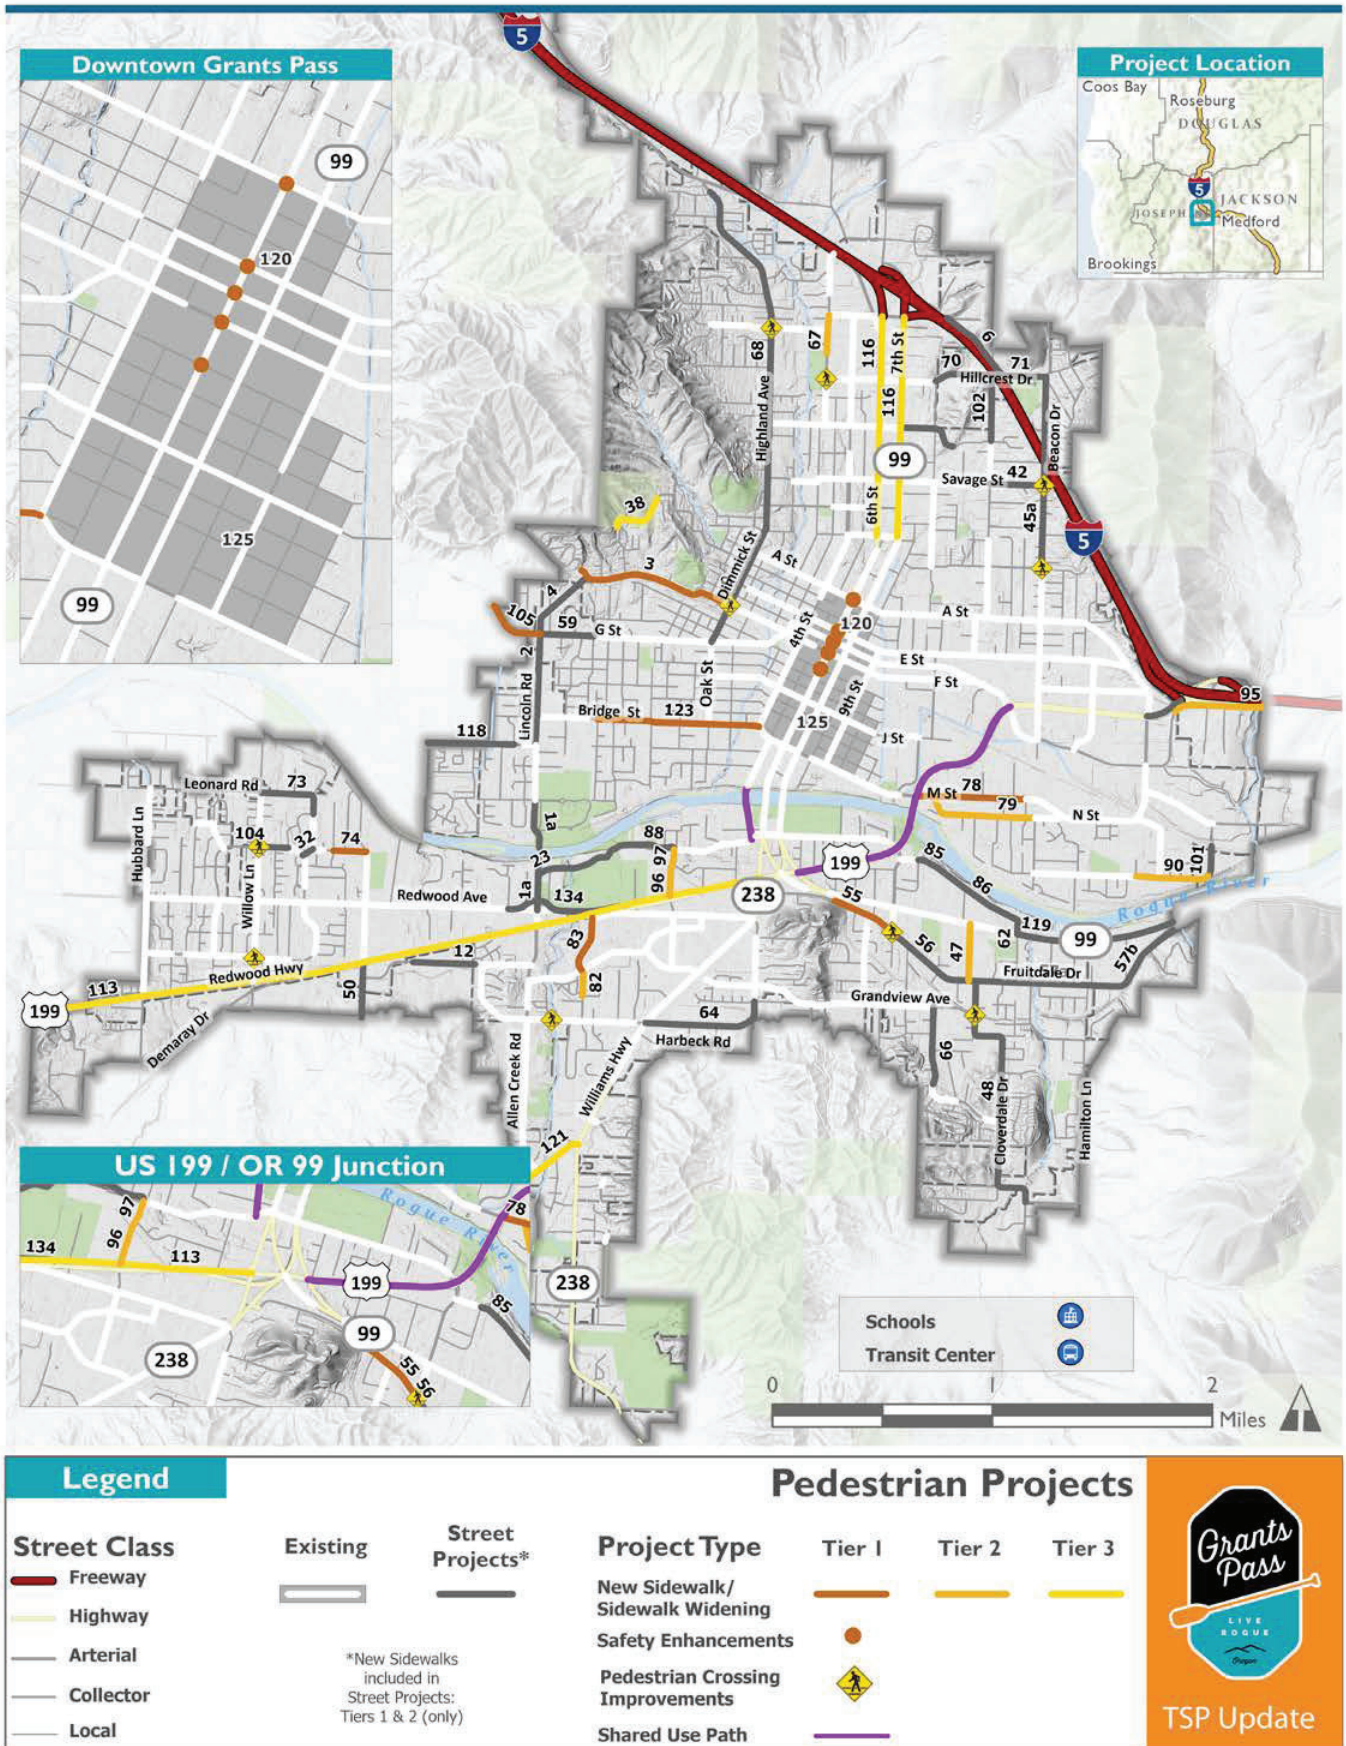 5
Downtown Grants Pass
99
120
125
99
Project Location
Coos Bay
Roseburg
DOUGLAS
5
JACKSON
JOSEPH
Medford
Brookings
6
68
67
116
7th St
70
71
Hillcrest Dr
116
102
Highland Ave
Beacon Dr
99
42
Savage St
38
6th St
45a
5
Dimmick St
A St
3
4
105
59
G St
2
4th St
120
A St
E St
F St
Oak St
9th St
95
Lincoln Rd
Bridge St
123
125
J St
118
Leonard Rd
73
M St
78
79
N St
Hubbard Ln
104
32
74
1a
88
23
97
96
199
85
90
101
Willow Ln
Redwood Ave
1a
134
238
55
86
Rogue River
83
119
99
12
56
47
62
57b
Redwood Hwy
82
Fruitdale Dr
113
50
199
Grandview Ave
64
Demaray Dr
Harbeck Rd
66
Allen Creek Rd
Williams Hwy
48
Cloverdale Dr
Hamilton Ln
121
US 199 / OR 99 Junction
Rogue River
78
97
96
134
113
199
85
99
238
55
56
238
Schools
Transit Center
0
1
2
Miles
Legend
Pedestrian Projects
Street Class
Existing
Street
Projects*
Project Type
Tier 1
Tier 2
Tier 3
Freeway
Highway
Arterial
Collector
Local
*New Sidewalks
included in
Street Projects:
Tiers 1 & 2 (only)
New Sidewalk/
Sidewalk Widening
Safety Enhancements
Pedestrian Crossing
Improvements
Shared Use Path
Grants
Pass
LIVE
ROGUE
Oregon
TSP Update